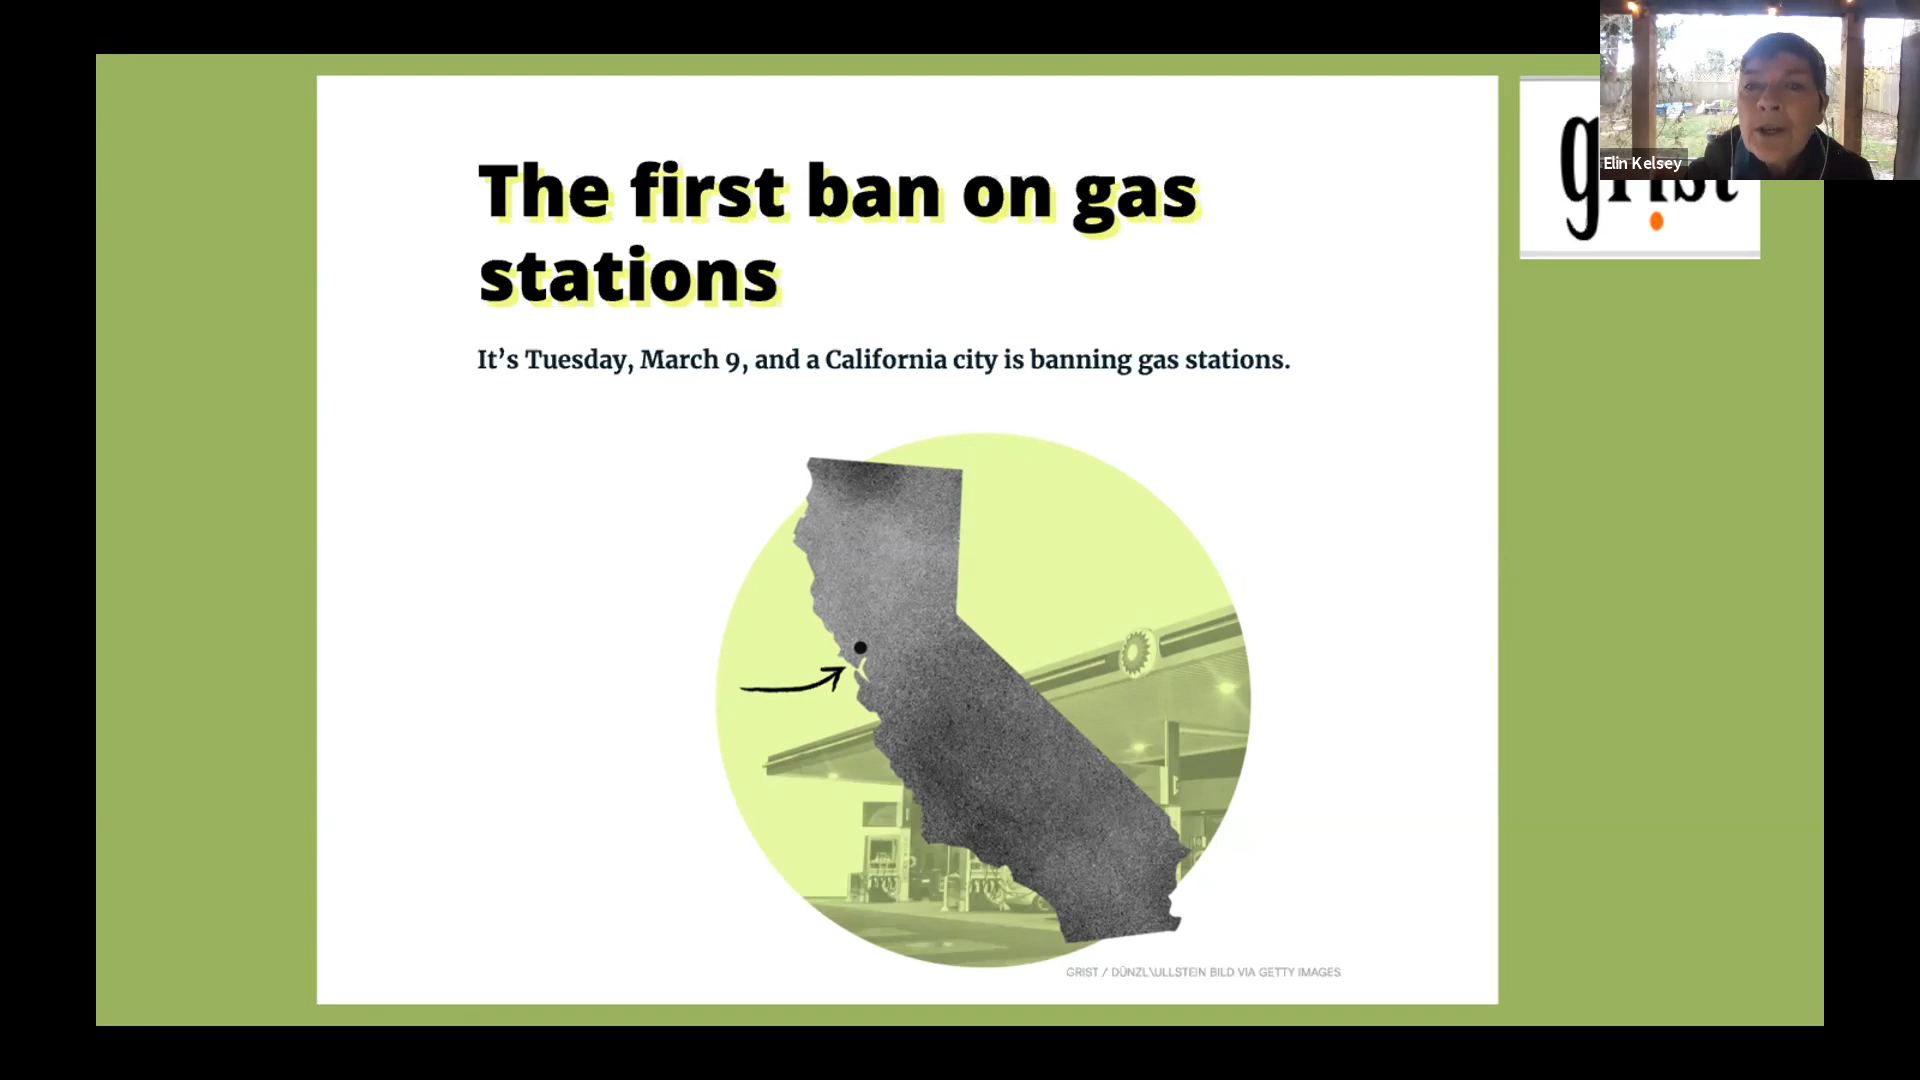 The first ban on gas
stations
It's Tuesday, March 9, and a California city is banning gas stations.
GRIST / DÜNZL\ULLSTEIN BILD VIA GETTY IMAGES
grist
Elin Kelsey